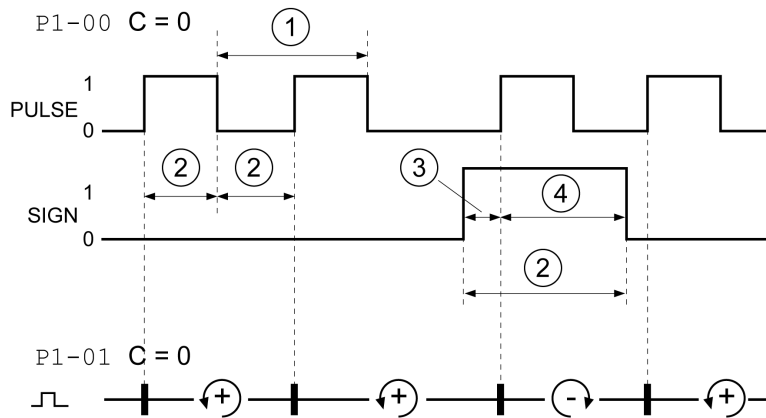 P1-00 C = 0
1
1
PULSE
0
2 2
3
4
1
SIGN
0
2
P1-01 C = 0
+ + - +